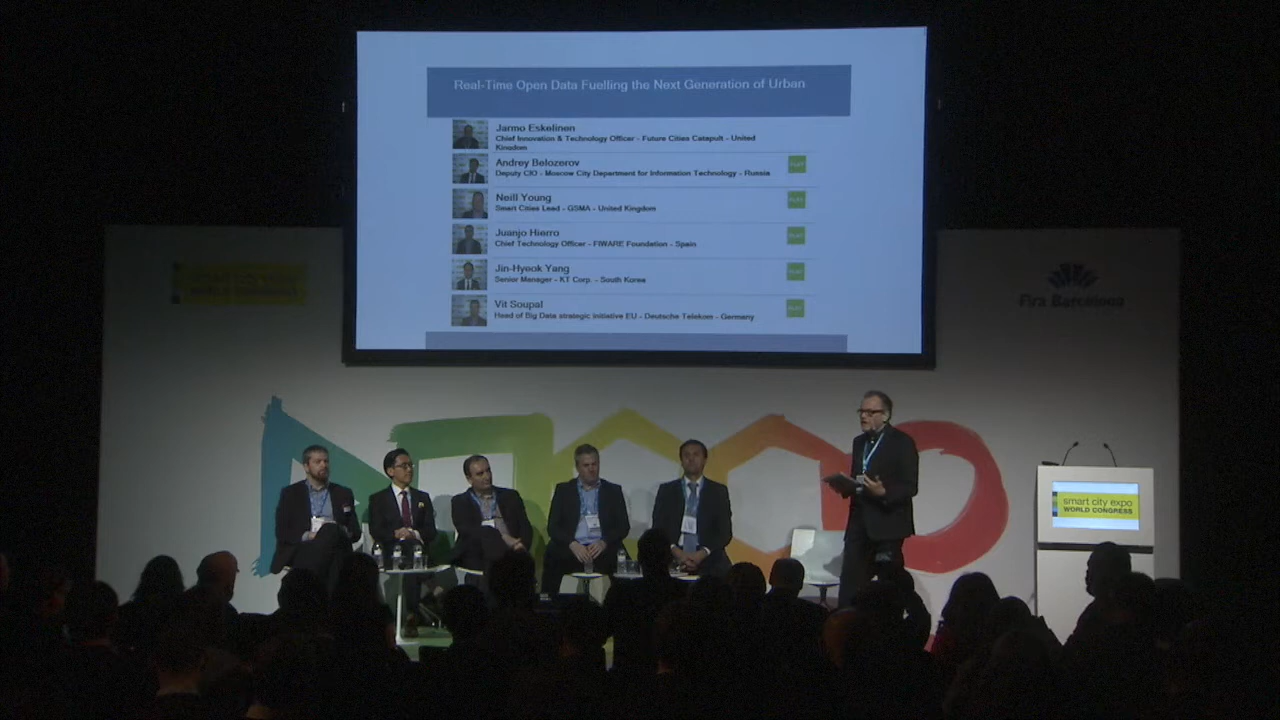 Real-Time Open Data Fuelling the Next Generation of Urban
Jarmo Eskelinen
Chief Innovation & Technology Officer - Future Cities Catapult - United
Kingdom
Andrey Belozerov
Deputy CIO - Moscow City Department for Information Technology - Russia
Neill Young
Smart Cities Lead - GSMA - United Kingdom
Juanjo Hierro
Chief Technology Officer - FIWARE Foundation - Spain
Jin-Hyeok Yang
Senior Manager - KT Corp. - South Korea
Vit Soupal
Head of Big Data strategic initiative EU - Deutsche Telekom - Germany
Fira Barcelona
smart city expo
WORLD CONGRESS